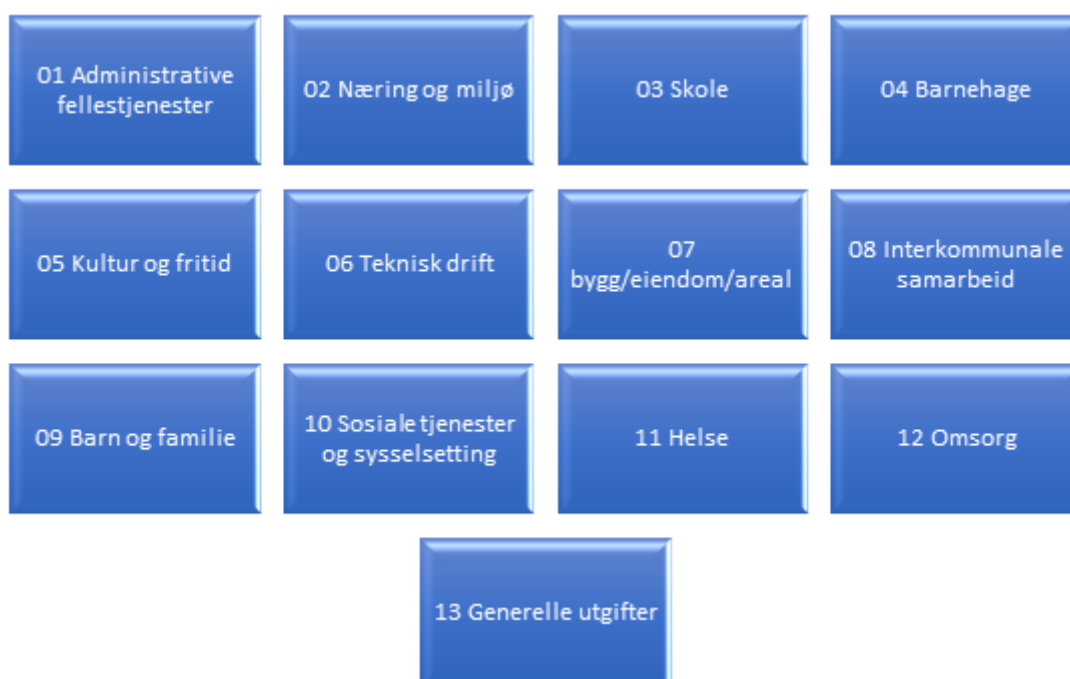 01 Administrative
fellestjenester
02 Næring og miljø
03 Skole
04 Barnehage
05 Kultur og fritid
06 Teknisk drift
07
bygg/eiendom/areal
08 Interkommunale
samarbeid
09 Barn og familie
10 Sosiale tjenester
og sysselsetting
11 Helse
12 Omsorg
13 Generelle utgifter